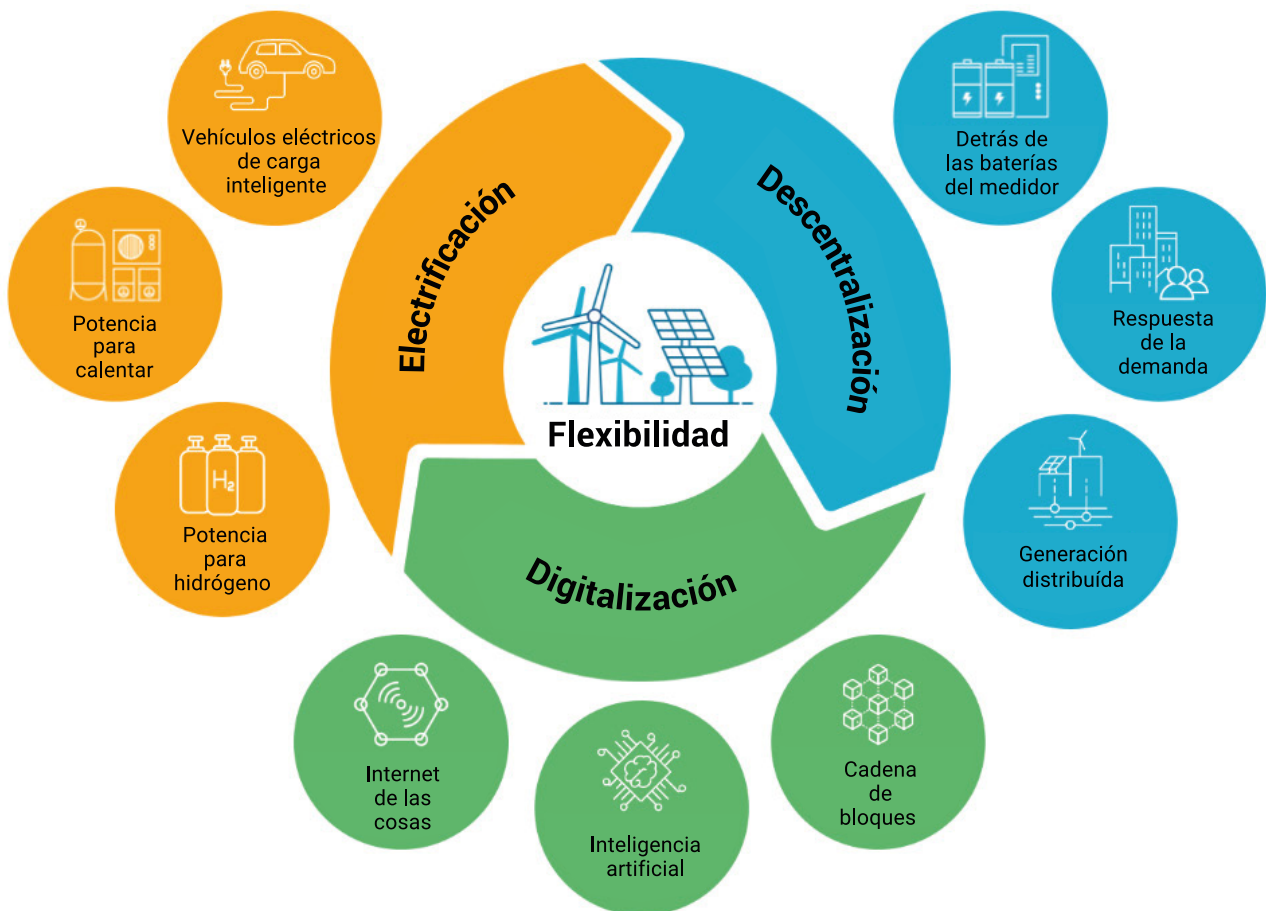 Vehículos eléctricos
de carga
inteligente
Potencia
para
calentar
Potencia
para
hidrógeno
Electrificación
Descentralización
Digitalización
Flexibilidad
Detrás de
las baterías
del medidor
Respuesta
de la
demanda
Generación
distribuída
H₂
Internet
de las
cosas
Inteligencia
artificial
Cadena
de
bloques